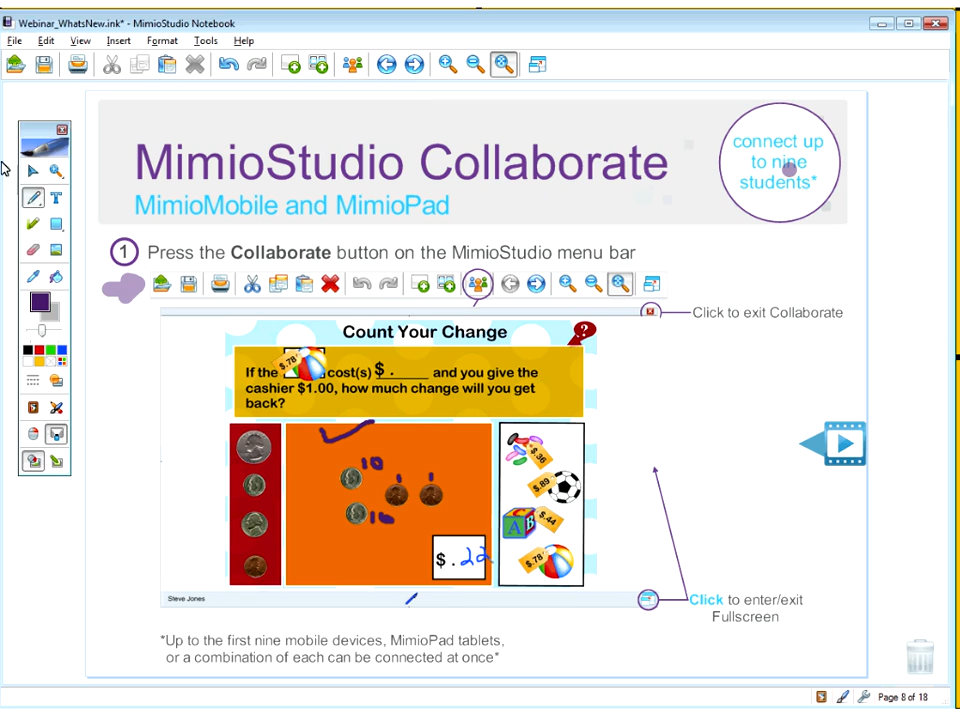 Webinar_WhatsNew.ink* - MimioStudio Notebook
File Edit View Insert Format Tools Help
MimioStudio Collaborate
MimioMobile and MimioPad
connect up
to nine
students*
1 Press the Collaborate button on the MimioStudio menu bar
Click to exit Collaborate
Count Your Change
?
If the cost(s) $ . and you give the
cashier $1.00, how much change will you get
back?
$.78
10
1 1
10
$ . 22
$.36
$.89
$.44
A B
$.78
Steve Jones
Click to enter/exit
Fullscreen
*Up to the first nine mobile devices, MimioPad tablets,
or a combination of each can be connected at once*
T
Page 8 of 18